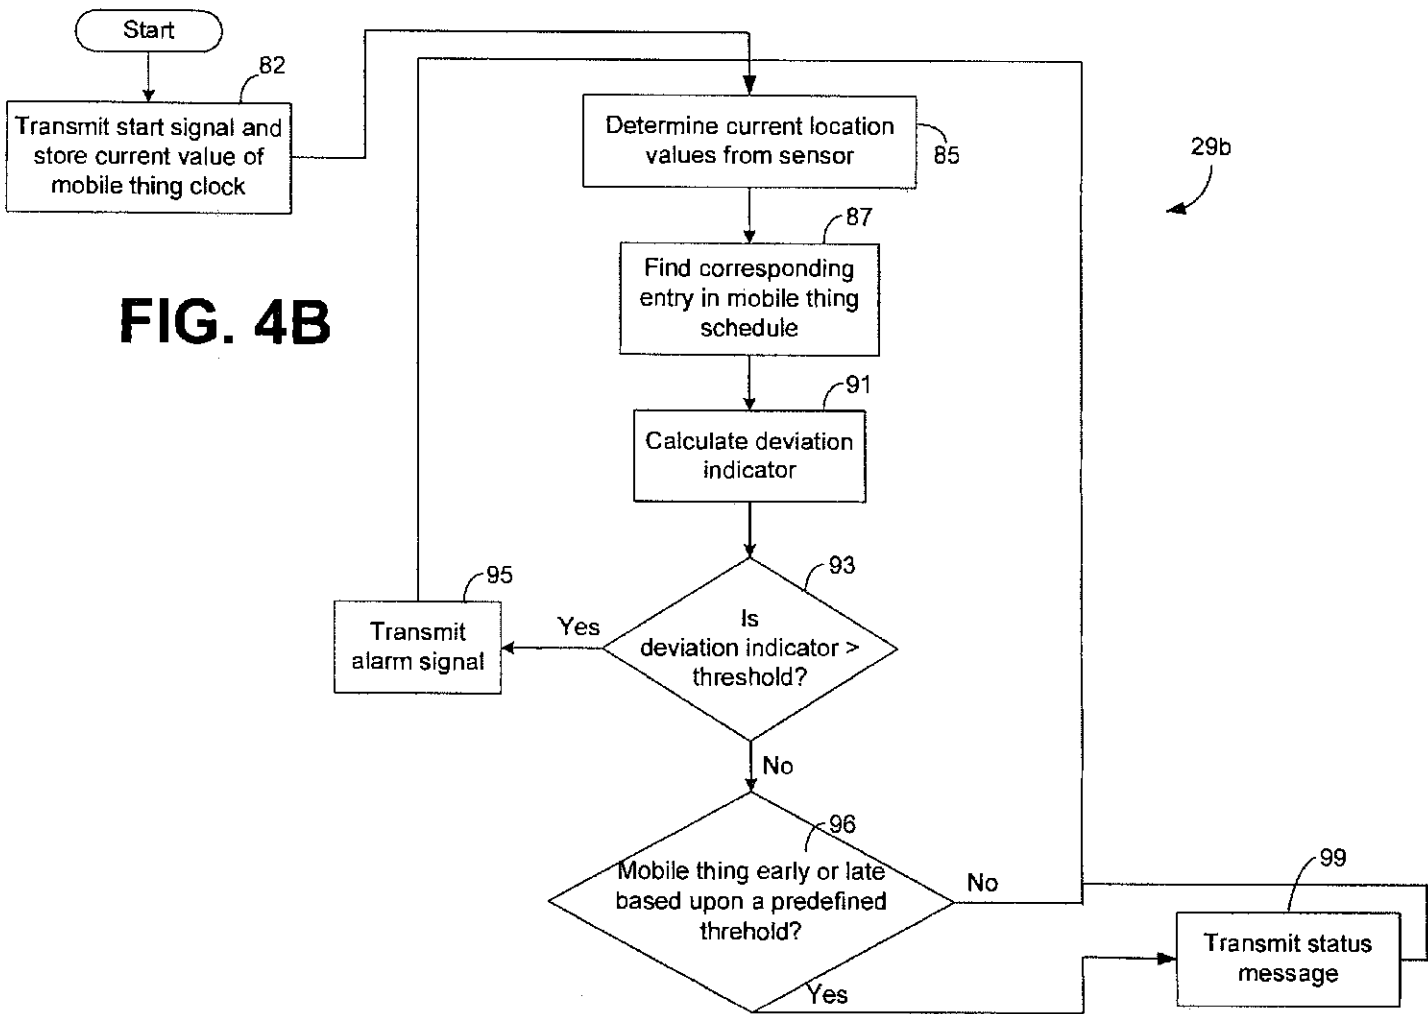 Start
82
Transmit start signal and
store current value of
mobile thing clock
Determine current location
values from sensor
85
29b
87
Find corresponding
entry in mobile thing
schedule
FIG. 4B
91
Calculate deviation
indicator
93
Is
deviation indicator >
threshold?
Yes
95
Transmit
alarm signal
No
96
Mobile thing early or late
based upon a predefined
threhold?
No
Yes
99
Transmit status
message